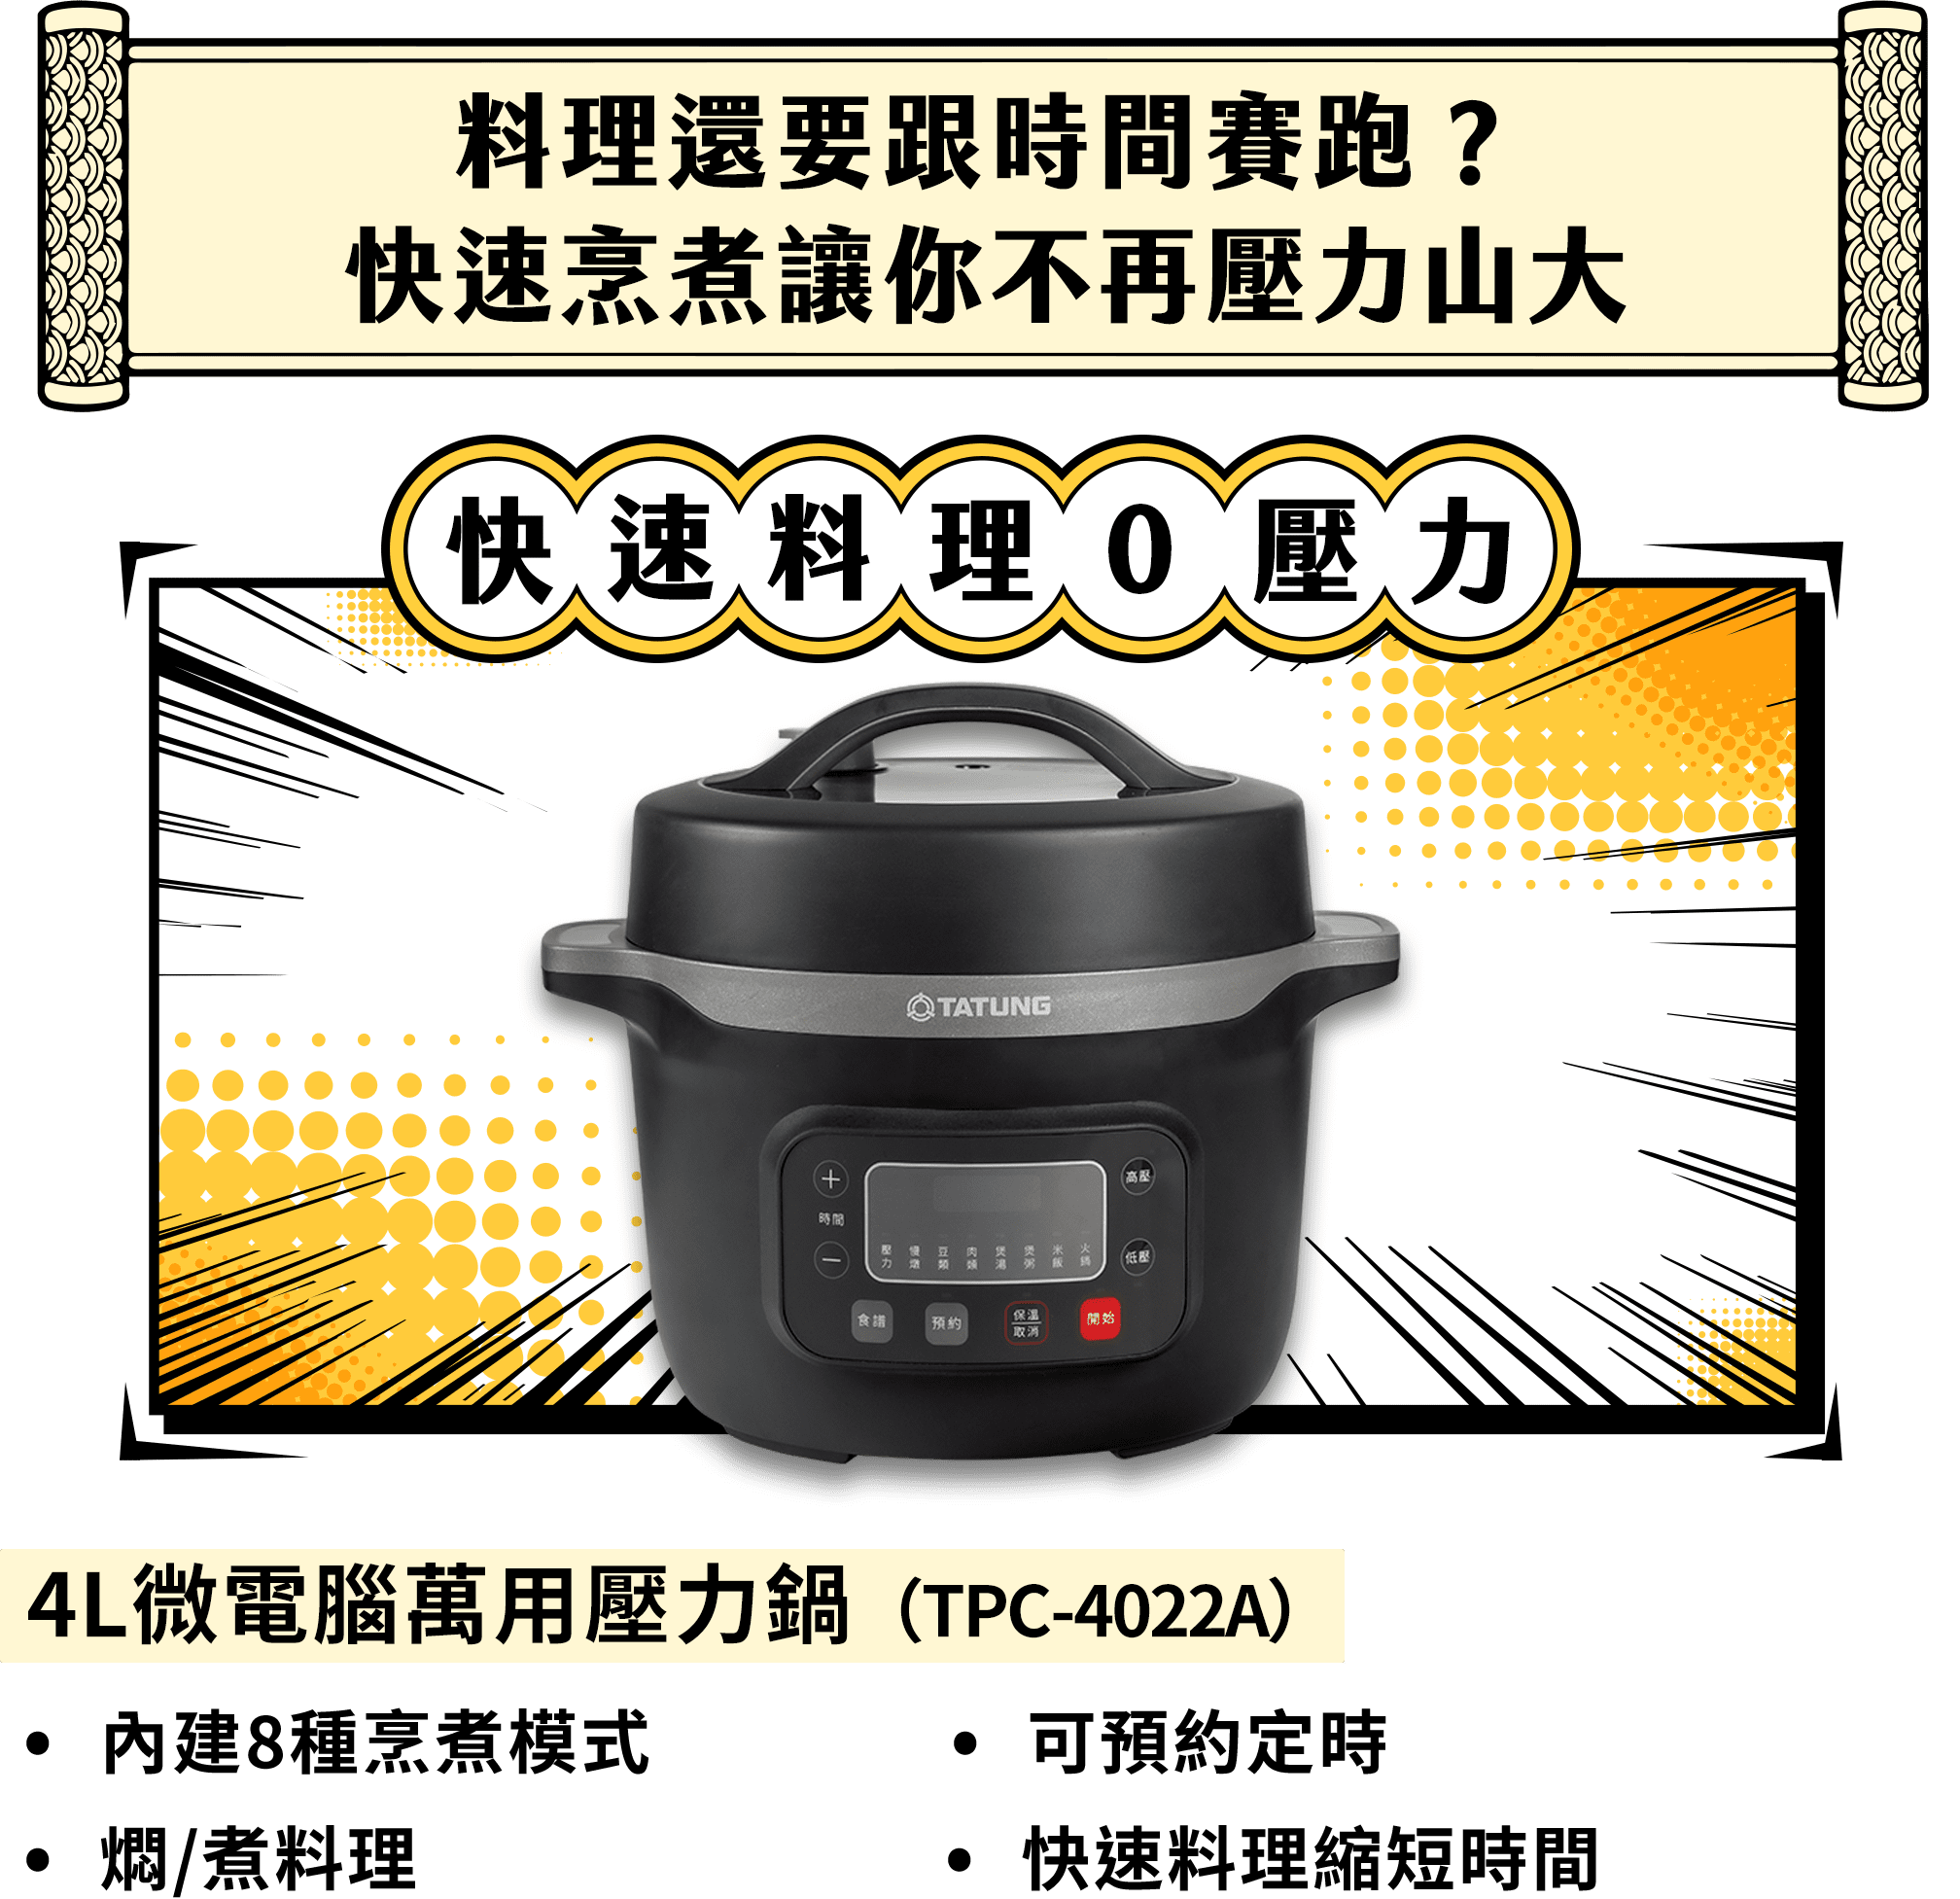 料理還要跟時間賽跑？
快速烹煮讓你不再壓力山大
快速料理0壓力
TATUNG
高壓
時間
低壓
壓力 慢燉 豆類 肉類 煲湯 煲粥 米飯 火鍋
食譜 預約 保溫 取消 開始
4L微電腦萬用壓力鍋（TPC-4022A）
• 內建8種烹煮模式
• 可預約定時
• 燜/煮料理
• 快速料理縮短時間